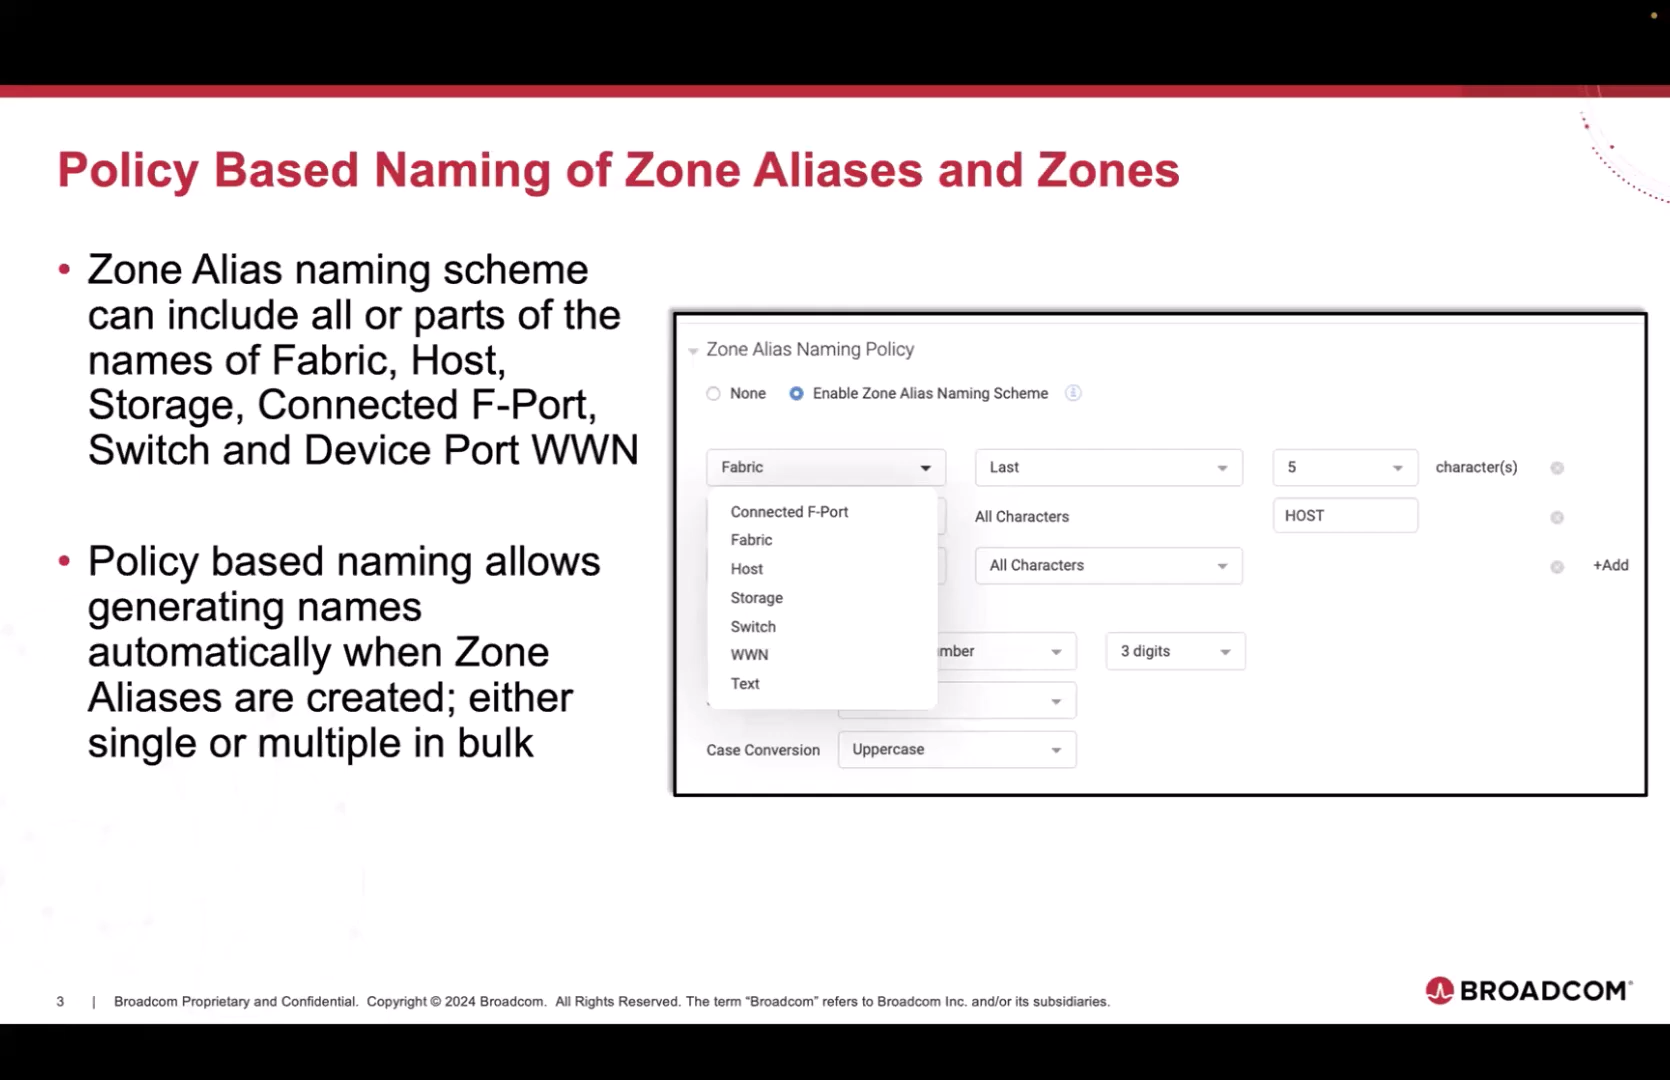 Policy Based Naming of Zone Aliases and Zones
• Zone Alias naming scheme
can include all or parts of the
names of Fabric, Host,
Storage, Connected F-Port,
Switch and Device Port WWN
• Policy based naming allows
generating names
automatically when Zone
Aliases are created; either
single or multiple in bulk
Zone Alias Naming Policy
None Enable Zone Alias Naming Scheme
Fabric Last 5 character(s)
Connected F-Port
All Characters HOST
Fabric
Host
All Characters +Add
Storage
Switch
WWN
mber 3 digits
Text
Case Conversion Uppercase
3 | Broadcom Proprietary and Confidential. Copyright © 2024 Broadcom. All Rights Reserved. The term “Broadcom” refers to Broadcom Inc. and/or its subsidiaries.
BROADCOM®